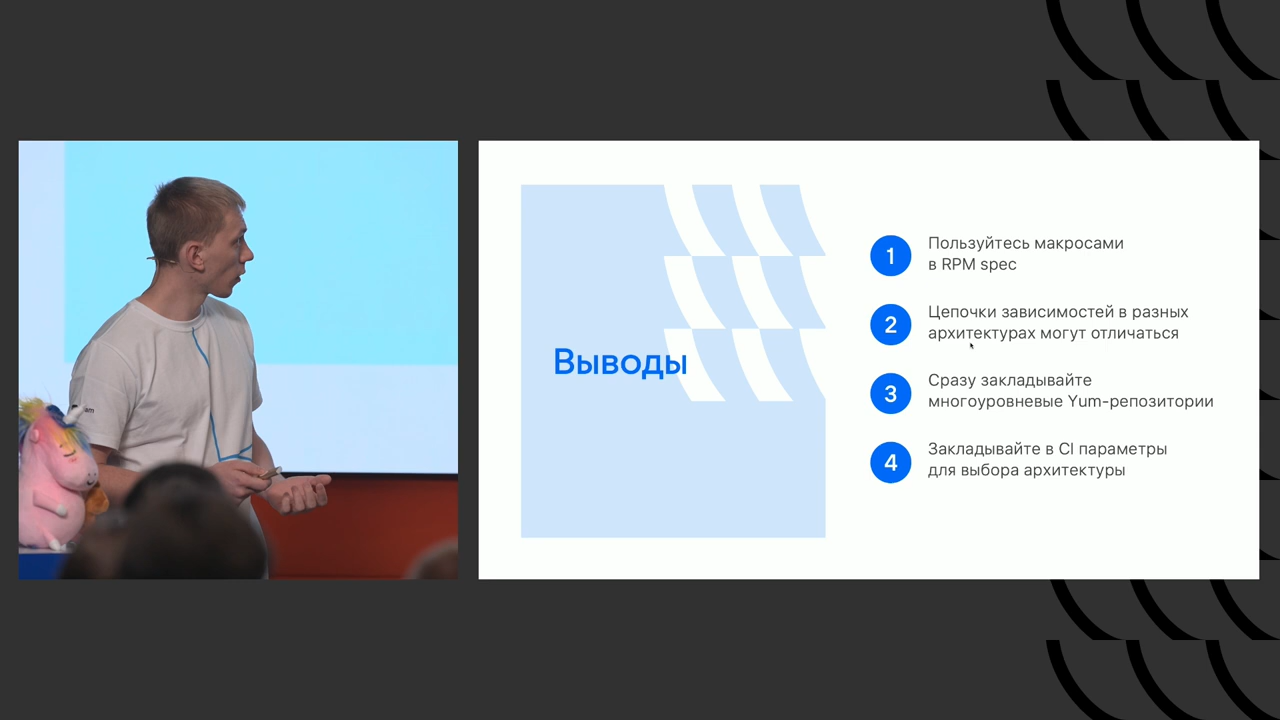 Выводы
1
Пользуйтесь макросами
в RPM spec
2
Цепочки зависимостей в разных
архитектурах могут отличаться
3
Сразу закладывайте
многоуровневые Yum-репозитории
4
Закладывайте в CI параметры
для выбора архитектуры